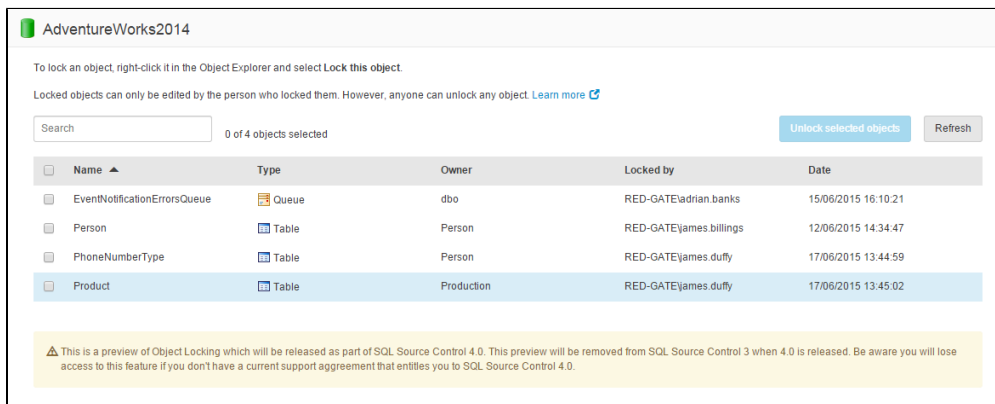 AdventureWorks2014
To lock an object, right-click it in the Object Explorer and select Lock this object.
Locked objects can only be edited by the person who locked them. However, anyone can unlock any object. Learn more
Search 0 of 4 objects selected Unlock selected objects Refresh
Name Type Owner Locked by Date
EventNotificationErrorsQueue Queue dbo RED-GATE\adrian.banks 15/06/2015 16:10:21
Person Table Person RED-GATE\james.billings 12/06/2015 14:34:47
PhoneNumberType Table Person RED-GATE\james.duffy 17/06/2015 13:44:59
Product Table Production RED-GATE\james.duffy 17/06/2015 13:45:02
This is a preview of Object Locking which will be released as part of SQL Source Control 4.0. This preview will be removed from SQL Source Control 3 when 4.0 is released. Be aware you will lose
access to this feature if you don't have a current support aggreement that entitles you to SQL Source Control 4.0.